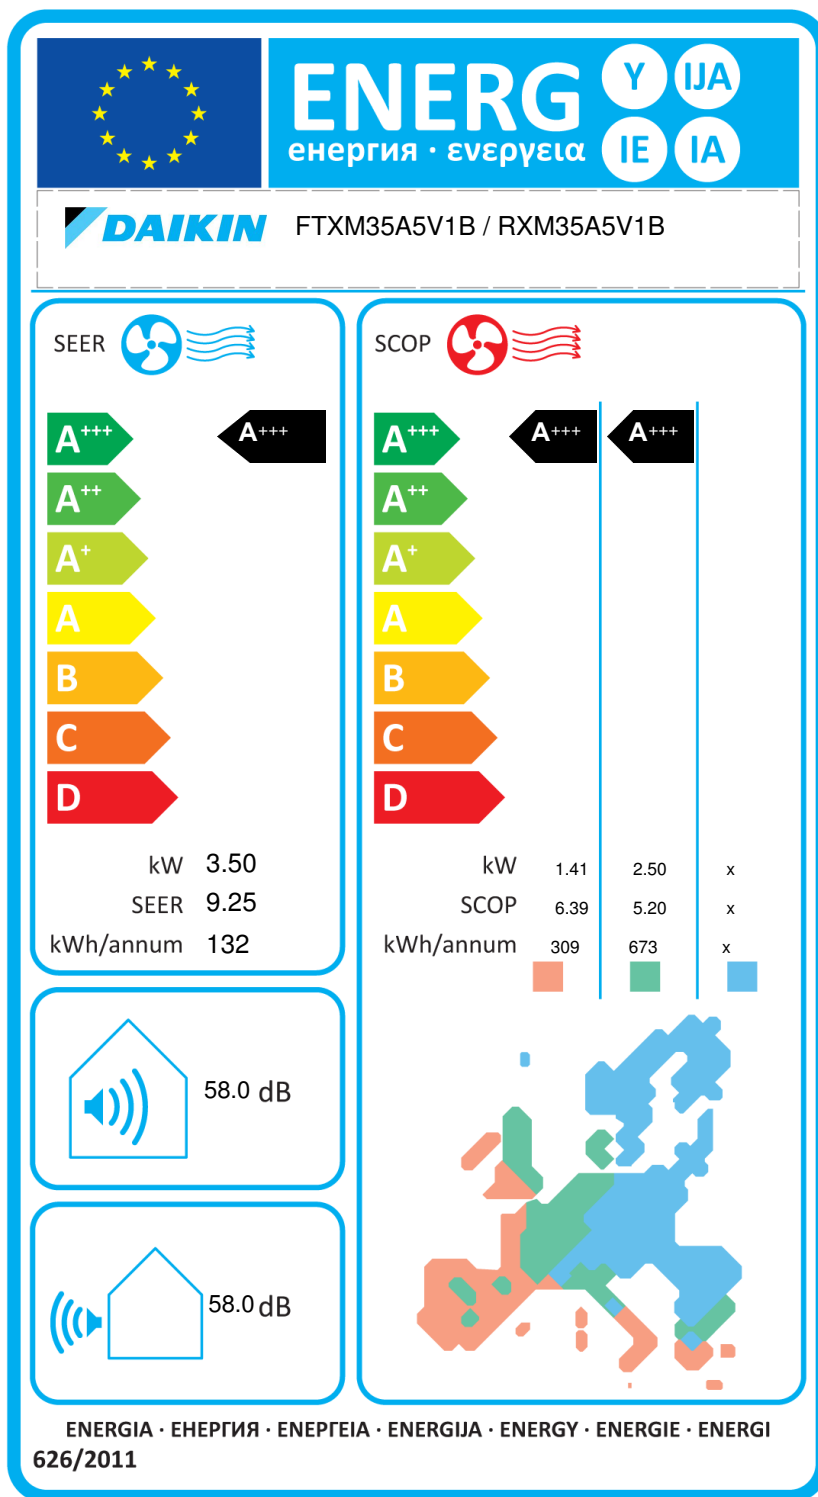 ENERG
енергия · ενεργεια
Y IJA
IE IA
DAIKIN FTXM35A5V1B / RXM35A5V1B
SEER
A+++ A+++
A++
A+
A
B
C
D
kW 3.50
SEER 9.25
kWh/annum 132
SCOP
A+++ A+++ A+++
A++
A+
A
B
C
D
kW 1.41 2.50 x
SCOP 6.39 5.20 x
kWh/annum 309 673 x
58.0 dB
58.0 dB
ENERGIA · ЕНЕРГИЯ · ΕΝΕΡΓΕΙΑ · ENERGIJA · ENERGY · ENERGIE · ENERGI
626/2011